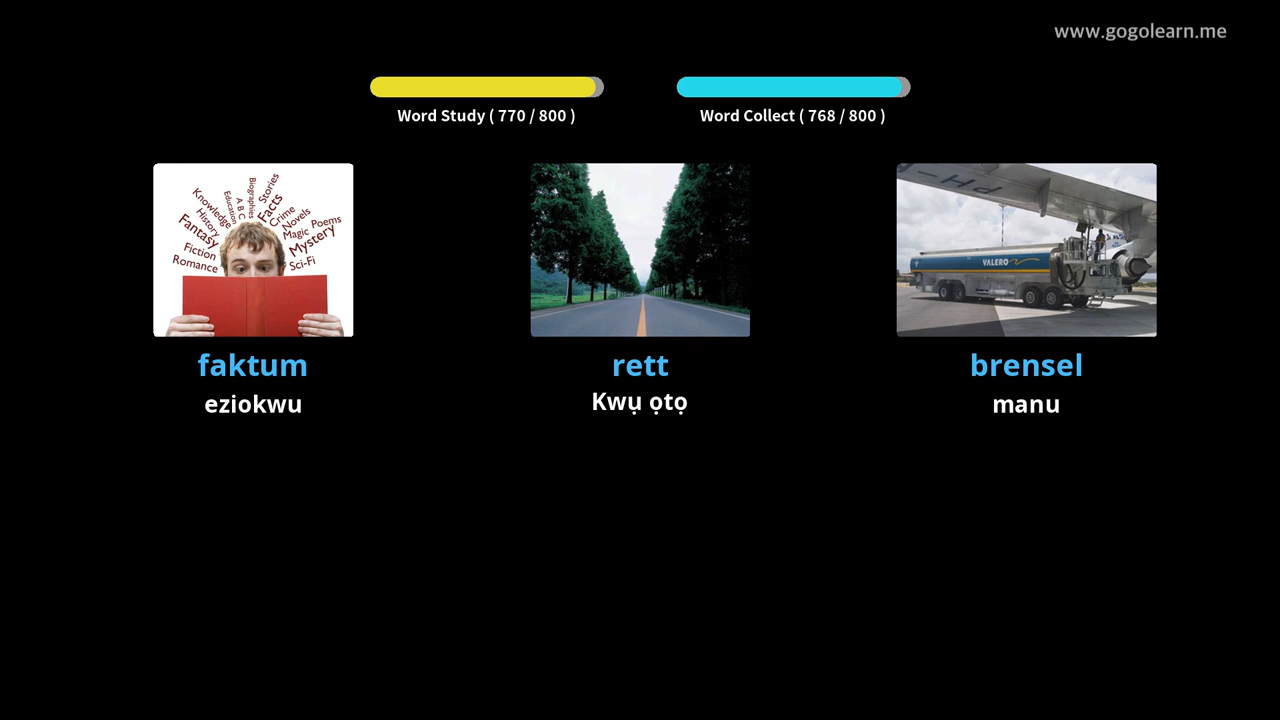 www.gogolearn.me
Word Study ( 770 / 800 )
Word Collect ( 768 / 800 )
Knowledge
History
Fantasy
Fiction
Romance
Education
A B C
Biographies
Stories
Facts
Crime
Novels
Magic
Poems
Mystery
Sci-Fi
PH-
VALERO
faktum
rett
brensel
eziokwu
Kwụ ọtọ
manu